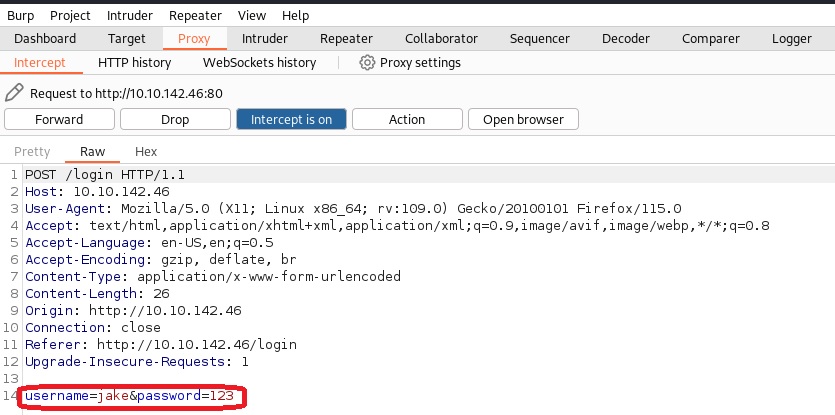 Burp Project Intruder Repeater View Help
Dashboard Target Proxy Intruder Repeater Collaborator Sequencer Decoder Comparer Logger
Intercept HTTP history WebSockets history Proxy settings
Request to http://10.10.142.46:80
Forward Drop Intercept is on Action Open browser
Pretty Raw Hex
1 POST /login HTTP/1.1
2 Host: 10.10.142.46
3 User-Agent: Mozilla/5.0 (X11; Linux x86_64; rv:109.0) Gecko/20100101 Firefox/115.0
4 Accept: text/html,application/xhtml+xml,application/xml;q=0.9,image/avif,image/webp,*/*;q=0.8
5 Accept-Language: en-US,en;q=0.5
6 Accept-Encoding: gzip, deflate, br
7 Content-Type: application/x-www-form-urlencoded
8 Content-Length: 26
9 Origin: http://10.10.142.46
10 Connection: close
11 Referer: http://10.10.142.46/login
12 Upgrade-Insecure-Requests: 1
13
14 username=jake&password=123